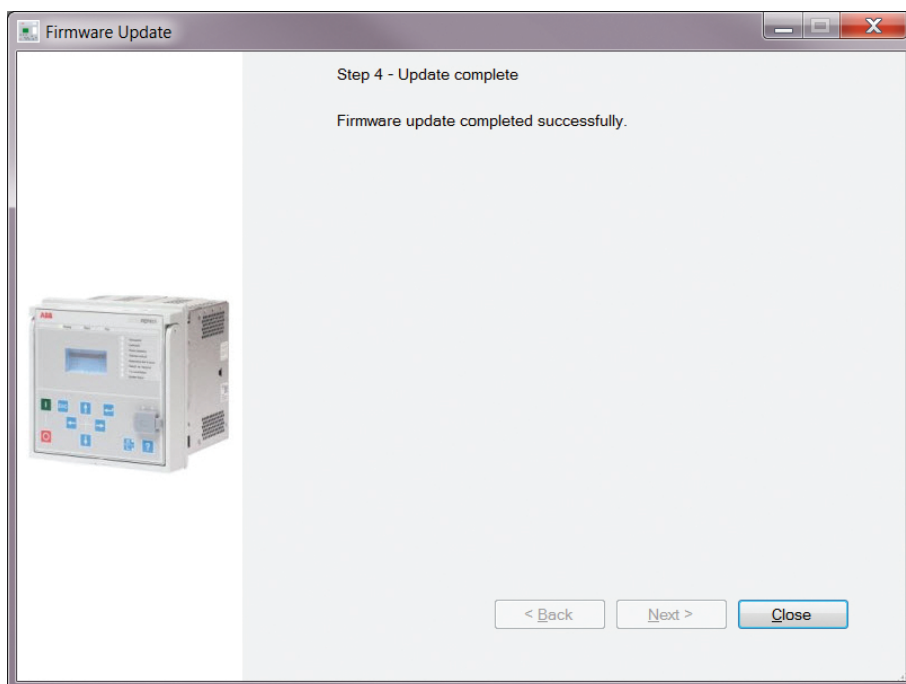 Firmware Update
Step 4 - Update complete
Firmware update completed successfully.
ABB
< Back
Next >
Close